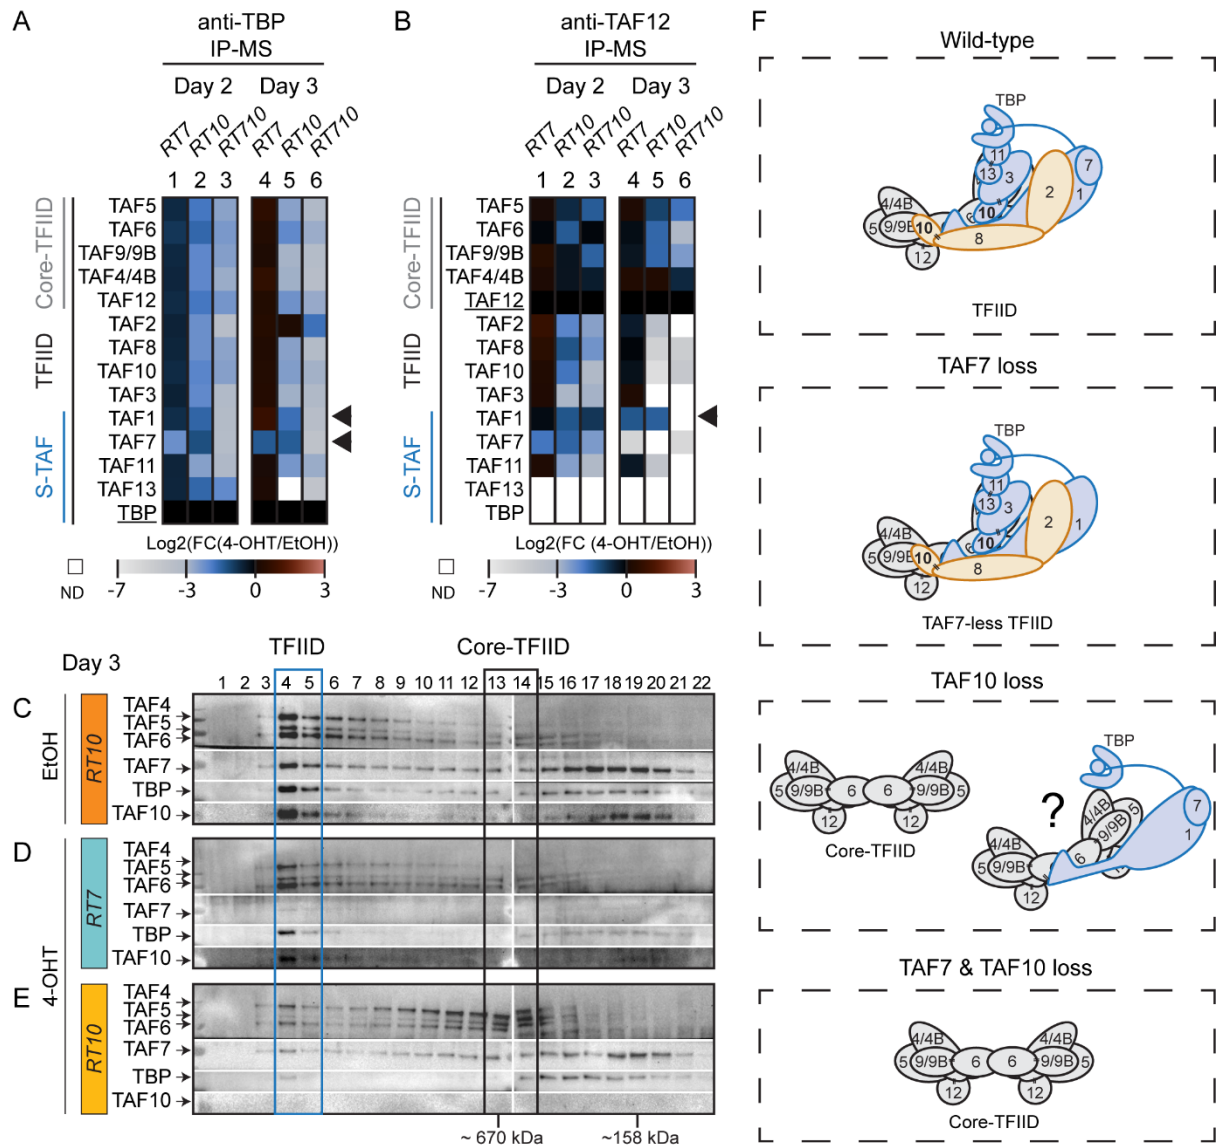 A
anti-TBP
IP-MS
Day 2
Day 3
RT7
RT10
RT710
RT7
RT10
RT710
1 2 3 4 5 6
Core-TFIID
TFIID
S-TAF
TAF5
TAF6
TAF9/9B
TAF4/4B
TAF12
TAF2
TAF8
TAF10
TAF3
TAF1
TAF7
TAF11
TAF13
TBP
Log2(FC(4-OHT/EtOH))
ND
-7 -3 0 3
B
anti-TAF12
IP-MS
Day 2
Day 3
RT7
RT10
RT710
RT7
RT10
RT710
1 2 3 4 5 6
Core-TFIID
TFIID
S-TAF
TAF5
TAF6
TAF9/9B
TAF4/4B
TAF12
TAF2
TAF8
TAF10
TAF3
TAF1
TAF7
TAF11
TAF13
TBP
Log2(FC (4-OHT/EtOH))
ND
-7 -3 0 3
Day 3
TFIID
Core-TFIID
1 2 3 4 5 6 7 8 9 10 11 12 13 14 15 16 17 18 19 20 21 22
C
EtOH
RT10
TAF4
TAF5
TAF6
TAF7
TBP
TAF10
4-OHT
D
RT7
TAF4
TAF5
TAF6
TAF7
TBP
TAF10
E
RT10
TAF4
TAF5
TAF6
TAF7
TBP
TAF10
~ 670 kDa
~158 kDa
F
Wild-type
TBP
11
13
3
2
7
1
4/4B
5
9/9B
10
6
10
8
12
TFIID
TAF7 loss
TBP
11
13
3
2
1
4/4B
5
9/9B
10
6
10
8
12
TAF7-less TFIID
TAF10 loss
4/4B
4/4B
5 9/9B 6 6 9/9B 5
12
12
Core-TFIID
?
TBP
4/4B
5
9/9B
7
1
4/4B
5 9/9B
6
12
TAF7 & TAF10 loss
4/4B
4/4B
5 9/9B 6 6 9/9B 5
12
12
Core-TFIID